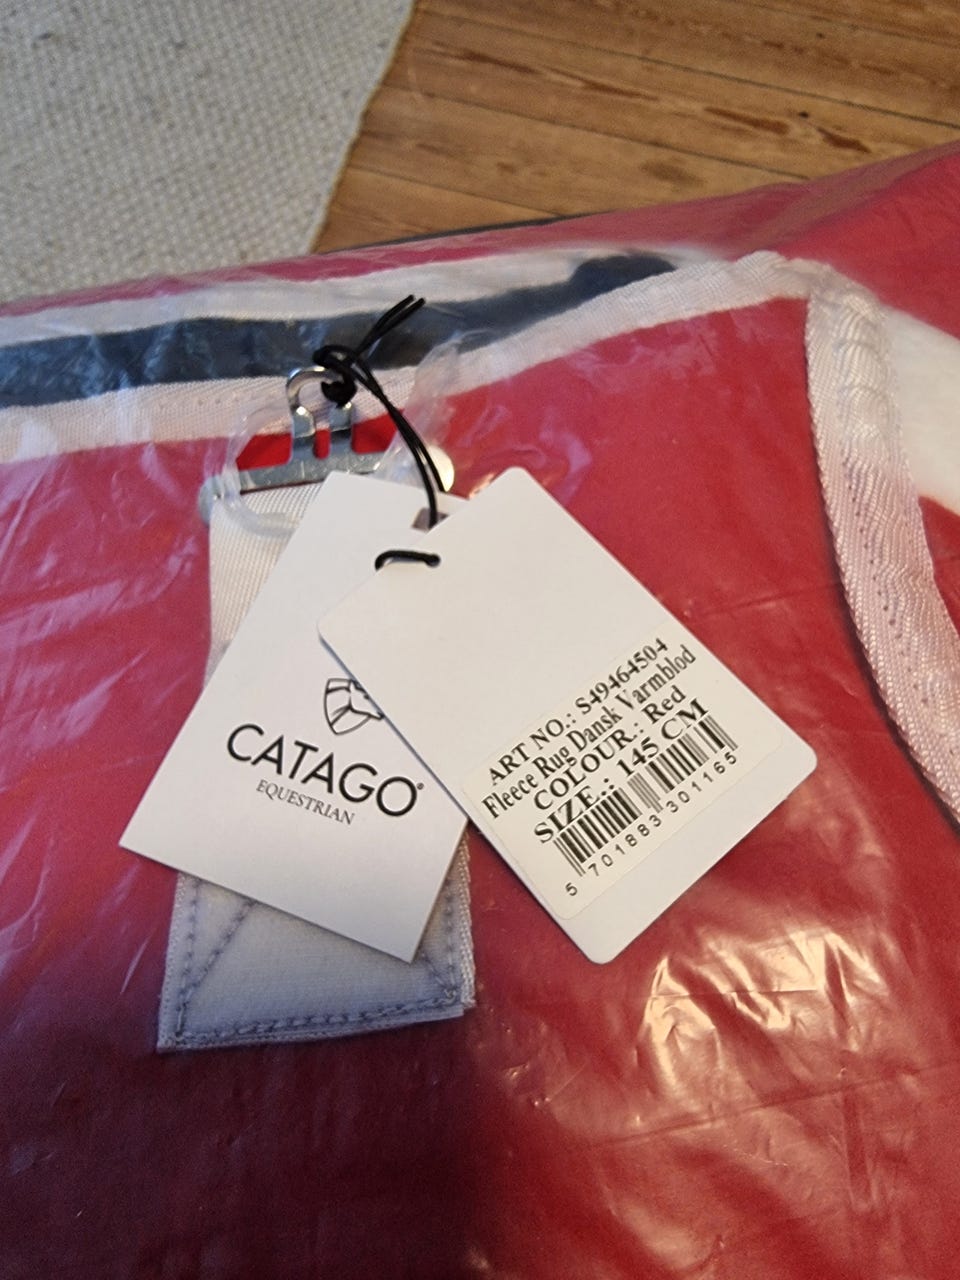 CATAGO®
EQUESTRIAN
ART NO.: S49464504
Fleece Rug Dansk Varmblod
COLOUR.: Red
SIZE.: 145 CM
5 701883 301165